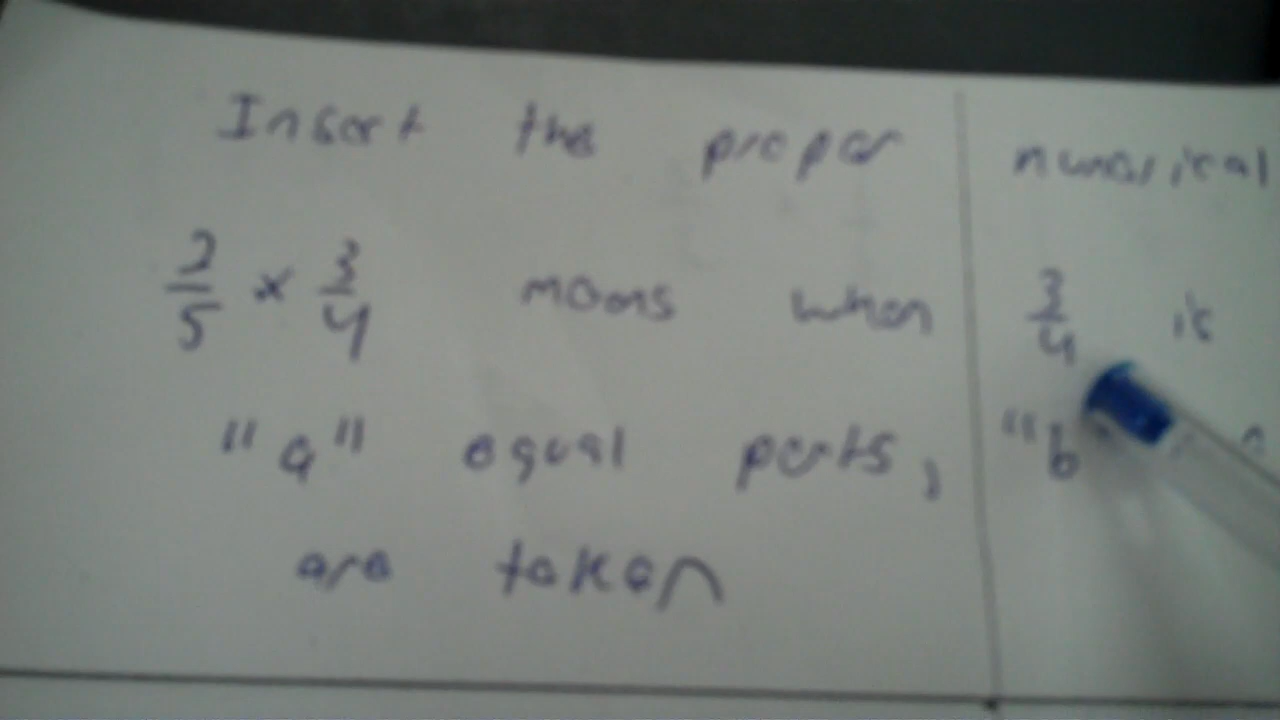 Insert the proper numerical
2/5 × 3/4 means when 3/4 is
"a" equal parts, "b
are taken